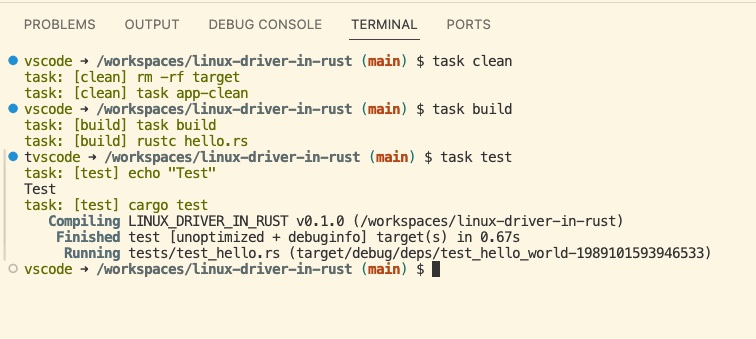 PROBLEMS OUTPUT DEBUG CONSOLE TERMINAL PORTS
vscode ➜ /workspaces/linux-driver-in-rust (main) $ task clean
task: [clean] rm -rf target
task: [clean] task app-clean
vscode ➜ /workspaces/linux-driver-in-rust (main) $ task build
task: [build] task build
task: [build] rustc hello.rs
tvscode ➜ /workspaces/linux-driver-in-rust (main) $ task test
task: [test] echo "Test"
Test
task: [test] cargo test
Compiling LINUX_DRIVER_IN_RUST v0.1.0 (/workspaces/linux-driver-in-rust)
Finished test [unoptimized + debuginfo] target(s) in 0.67s
Running tests/test_hello.rs (target/debug/deps/test_hello_world-1989101593946533)
vscode ➜ /workspaces/linux-driver-in-rust (main) $